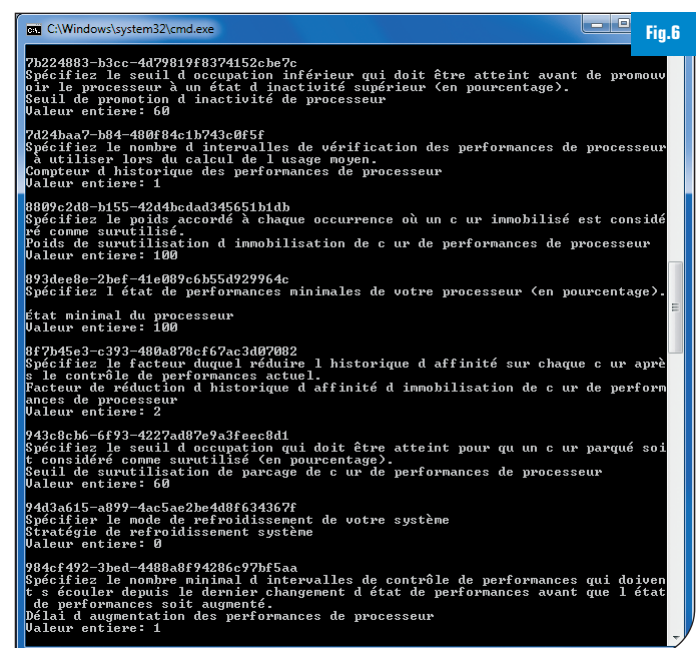 C:\Windows\system32\cmd.exe
Fig.6
7b224883-b3cc-4d79819f8374152cbe7c
Spécifiez le seuil d occupation inférieur qui doit être atteint avant de promouv
oir le processeur à un état d inactivité supérieur (en pourcentage).
Seuil de promotion d inactivité de processeur
Valeur entiere: 60
7d24baa7-b84-480f84c1b743c0f5f
Spécifiez le nombre d intervalles de vérification des performances de processeur
à utiliser lors du calcul de l usage moyen.
Compteur d historique des performances de processeur
Valeur entiere: 1
8809c2d8-b155-42d4bcdad345651b1db
Spécifiez le poids accordé à chaque occurrence où un c ur immobilisé est considé
ré comme surutilisé.
Poids de surutilisation d immobilisation de c ur de performances de processeur
Valeur entiere: 100
893dee8e-2bef-41e089c6b55d929964c
Spécifiez l état de performances minimales de votre processeur (en pourcentage).
État minimal du processeur
Valeur entiere: 100
8f7b45e3-c393-480a878cf67ac3d07082
Spécifiez le facteur duquel réduire l historique d affinité sur chaque c ur aprè
s le contrôle de performances actuel.
Facteur de réduction d historique d affinité d immobilisation de c ur de perform
ances de processeur
Valeur entiere: 2
943c8cb6-6f93-4227ad87e9a3feec8d1
Spécifiez le seuil d occupation qui doit être atteint pour qu un c ur parqué soi
t considéré comme surutilisé (en pourcentage).
Seuil de surutilisation de parcage de c ur de performances de processeur
Valeur entiere: 60
94d3a615-a899-4ac5ae2be4d8f634367f
Spécifier le mode de refroidissement de votre système
Stratégie de refroidissement système
Valeur entiere: 0
984cf492-3bed-4488a8f94286c97bf5aa
Spécifiez le nombre minimal d intervalles de contrôle de performances qui doiven
t s écouler depuis le dernier changement d état de performances avant que l état
de performances soit augmenté.
Délai d augmentation des performances de processeur
Valeur entiere: 1